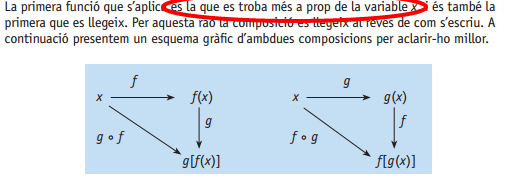 La primera funció que s'aplica és la que es troba més a prop de la variable x és també la
primera que es llegeix. Per aquesta raó la composició es llegeix al revés de com s'escriu. A
continuació presentem un esquema gràfic d'ambdues composicions per aclarir-ho millor.
f
x f(x)
g
g ∘ f
g[f(x)]
g
x g(x)
f
f ∘ g
f[g(x)]